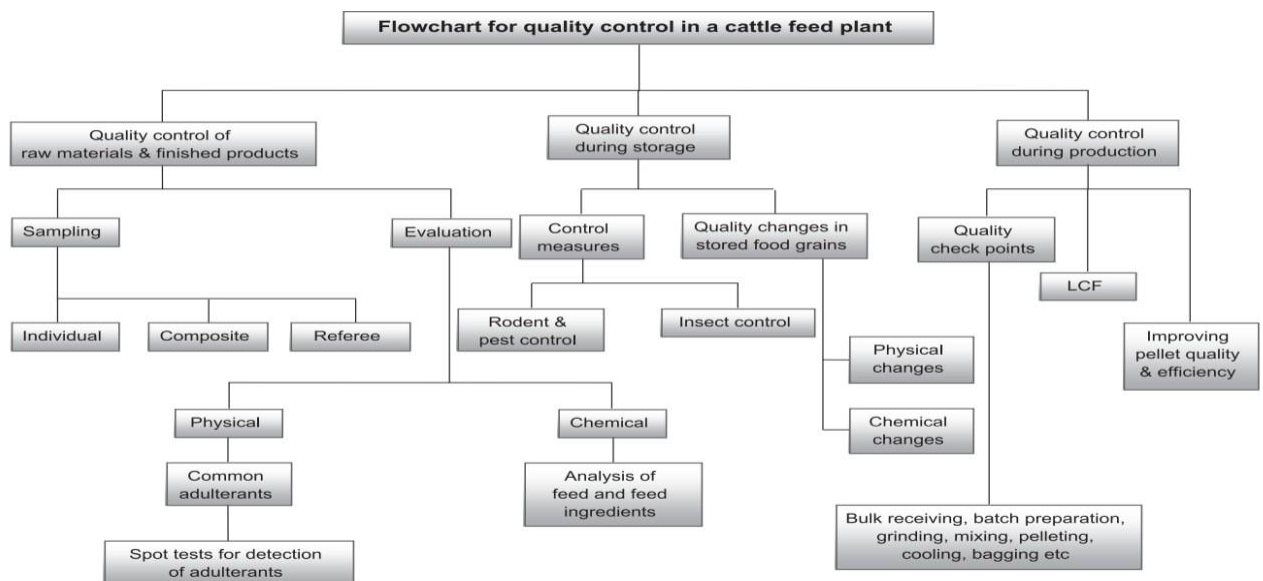 Flowchart for quality control in a cattle feed plant
Quality control of
raw materials & finished products
Quality control
during storage
Quality control
during production
Sampling
Evaluation
Control
measures
Quality changes in
stored food grains
Quality
check points
LCF
Individual
Composite
Referee
Rodent &
pest control
Insect control
Improving
pellet quality
& efficiency
Physical
changes
Chemical
changes
Physical
Chemical
Common
adulterants
Analysis of
feed and feed
ingredients
Bulk receiving, batch preparation,
grinding, mixing, pelleting,
cooling, bagging etc
Spot tests for detection
of adulterants